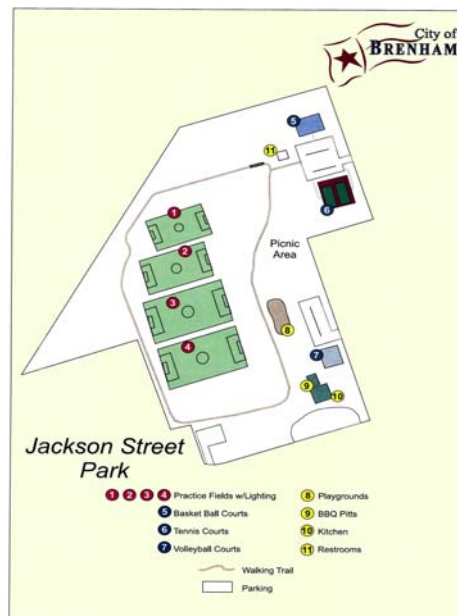 City of
BRENHAM
5
11
6
1
2
Picnic
Area
3
8
4
7
9
10
Jackson Street
Park
1 2 3 4 Practice Fields w/Lighting
5 Basket Ball Courts
6 Tennis Courts
7 Volleyball Courts
8 Playgrounds
9 BBQ Pitts
10 Kitchen
11 Restrooms
Walking Trail
Parking